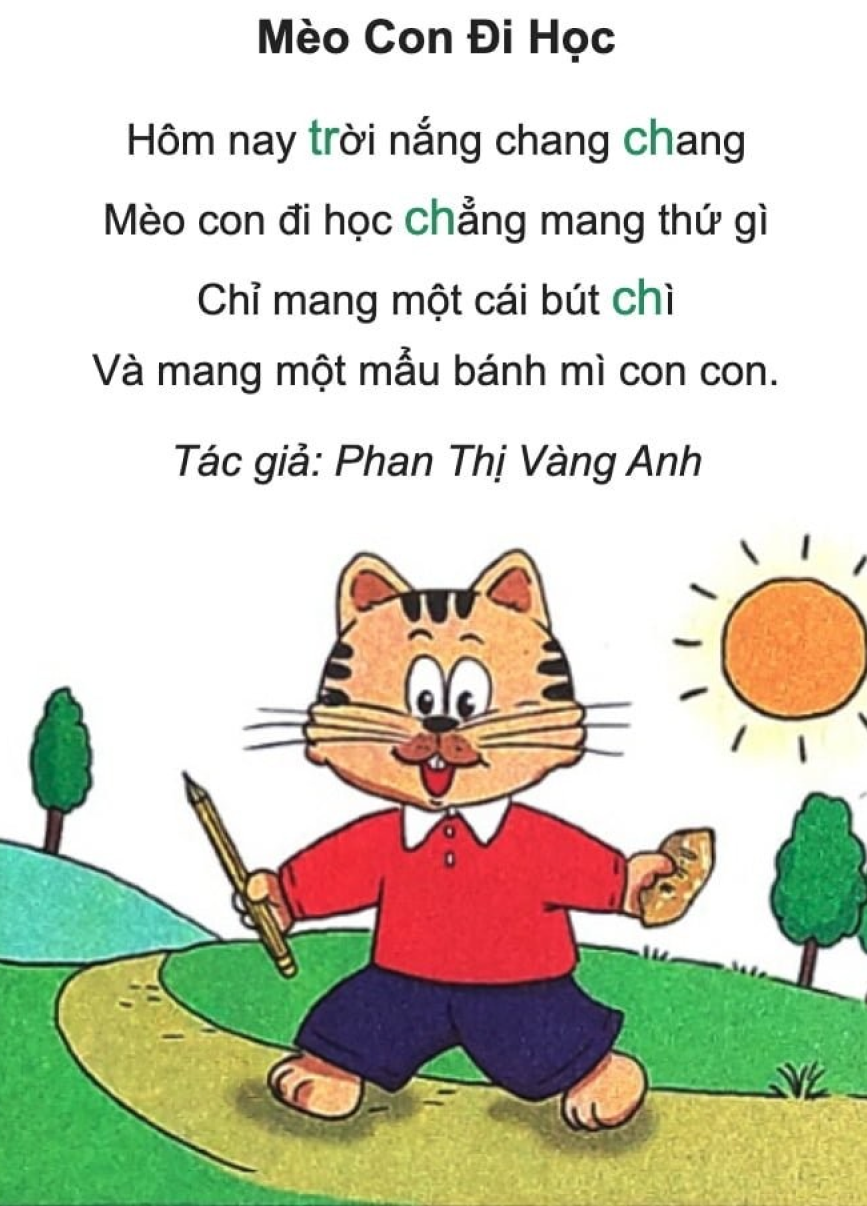 Mèo Con Đi Học
Hôm nay trời nắng chang chang
Mèo con đi học chẳng mang thứ gì
Chỉ mang một cái bút chì
Và mang một mẩu bánh mì con con.
Tác giả: Phan Thị Vàng Anh